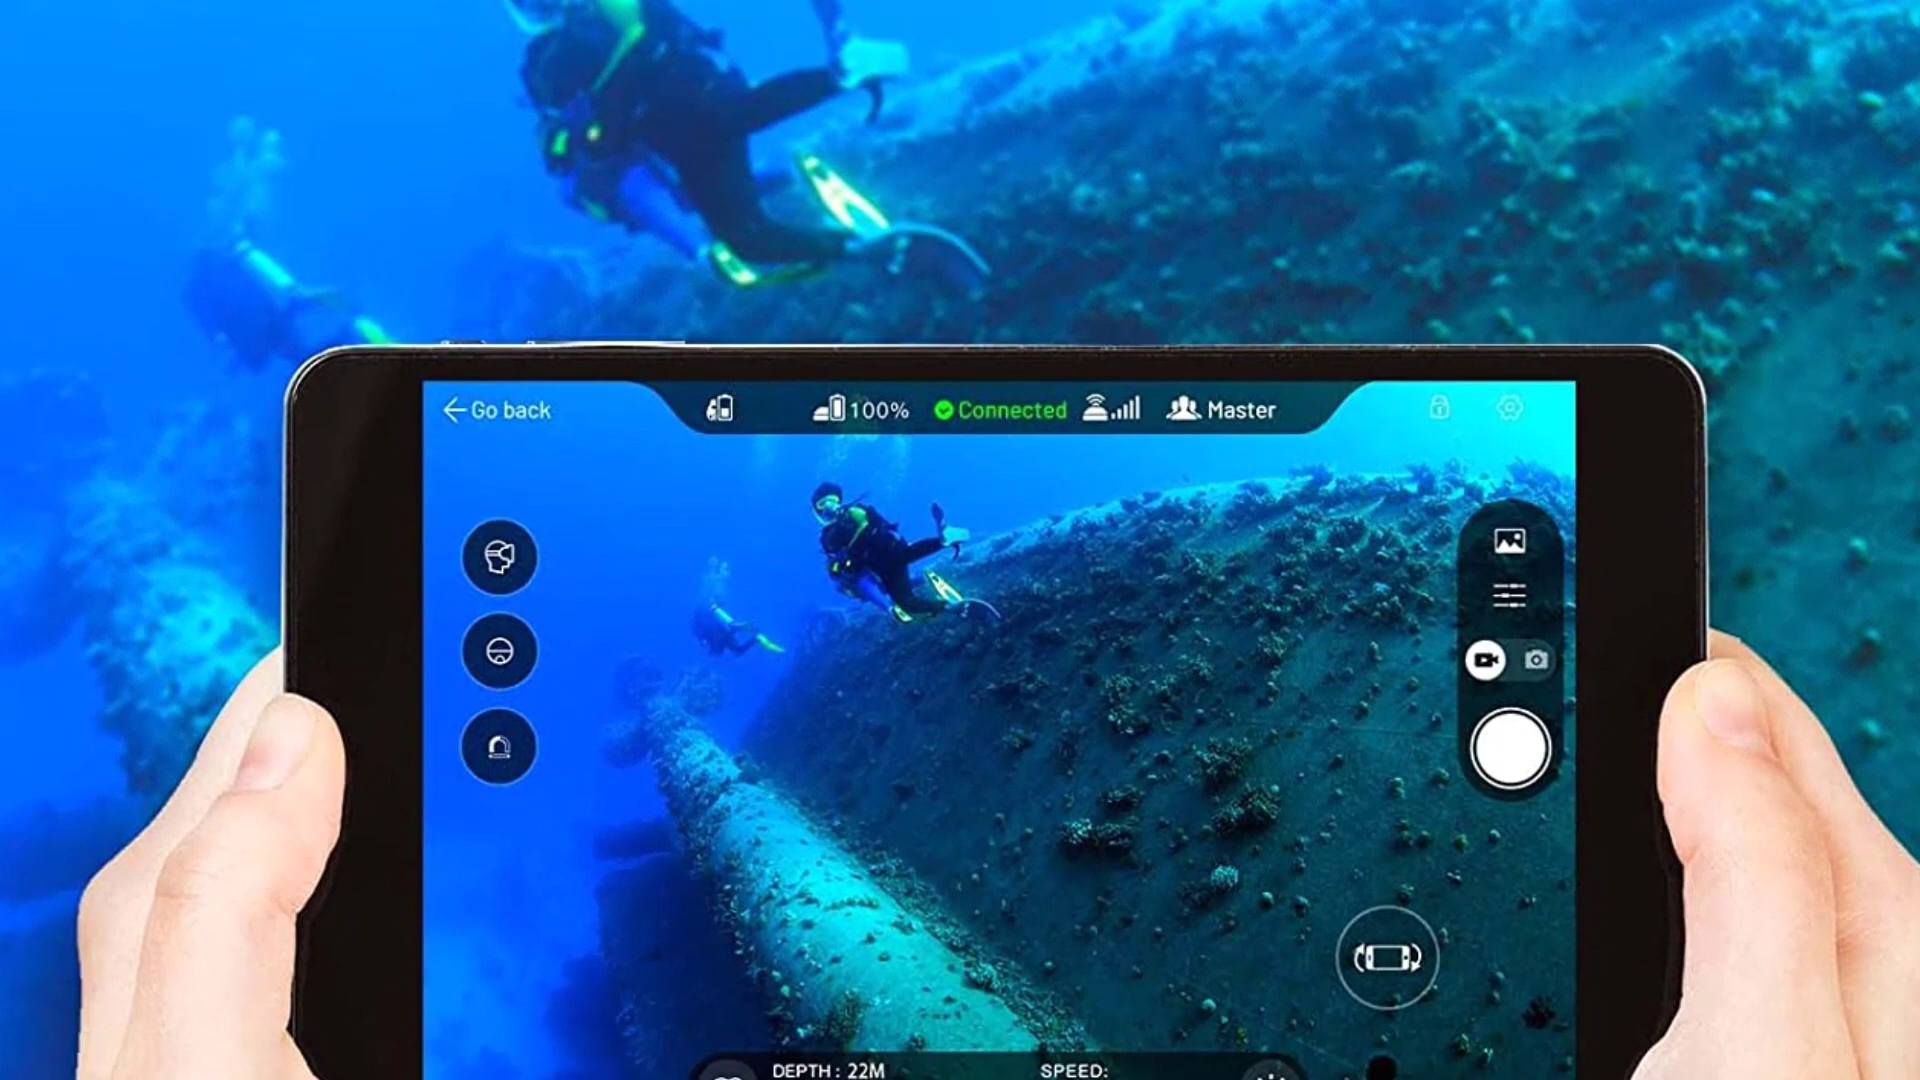 Go back
100%
Connected
Master
DEPTH : 22M
SPEED: